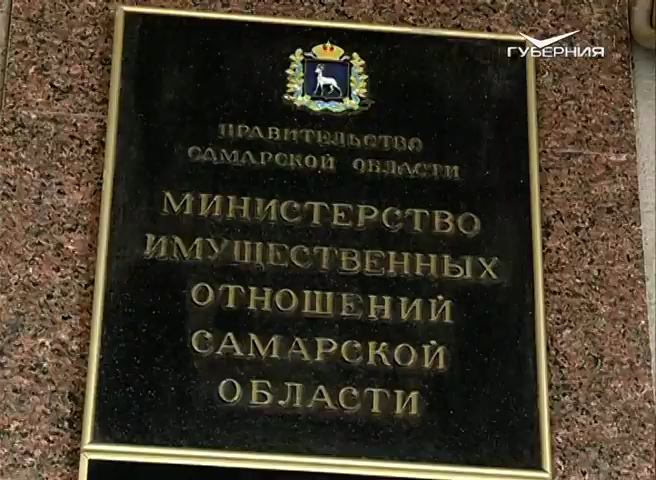 ГУБЕРНИЯ
ПРАВИТЕЛЬСТВО
САМАРСКОЙ ОБЛАСТИ
МИНИСТЕРСТВО
ИМУЩЕСТВЕННЫХ
ОТНОШЕНИЙ
САМАРСКОЙ
ОБЛАСТИ